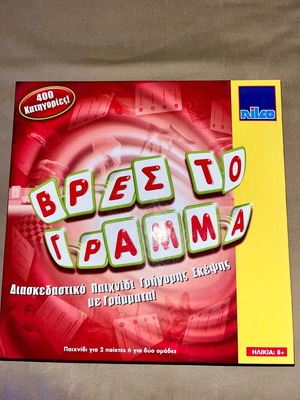 400
Κατηγορίες!
nilco
ΒΡΕΣ ΤΟ
ΓΡΑΜΜΑ
Διασκεδαστικό Παιχνίδι Γρήγορης Σκέψης
με Γράμματα!
Παιχνίδι για 2 παίκτες ή για δύο ομάδες
ΗΛΙΚΙΑ: 8+